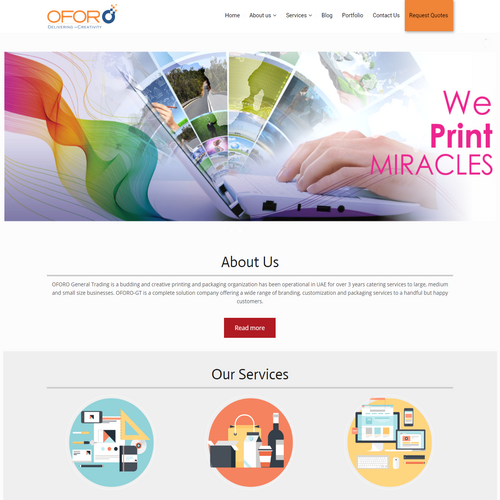 OFORO
DELIVERING - CREATIVITY
Home About us Services Blog Portfolio Contact Us Request Quotes
We
Print
MIRACLES
About Us
OFORO General Trading is a budding and creative printing and packaging organization has been operational in UAE for over 3 years catering services to large, medium
and small size businesses. OFORO-GT is a complete solution company offering a wide range of branding, customization and packaging services to a handful but happy
customers.
Read more
Our Services